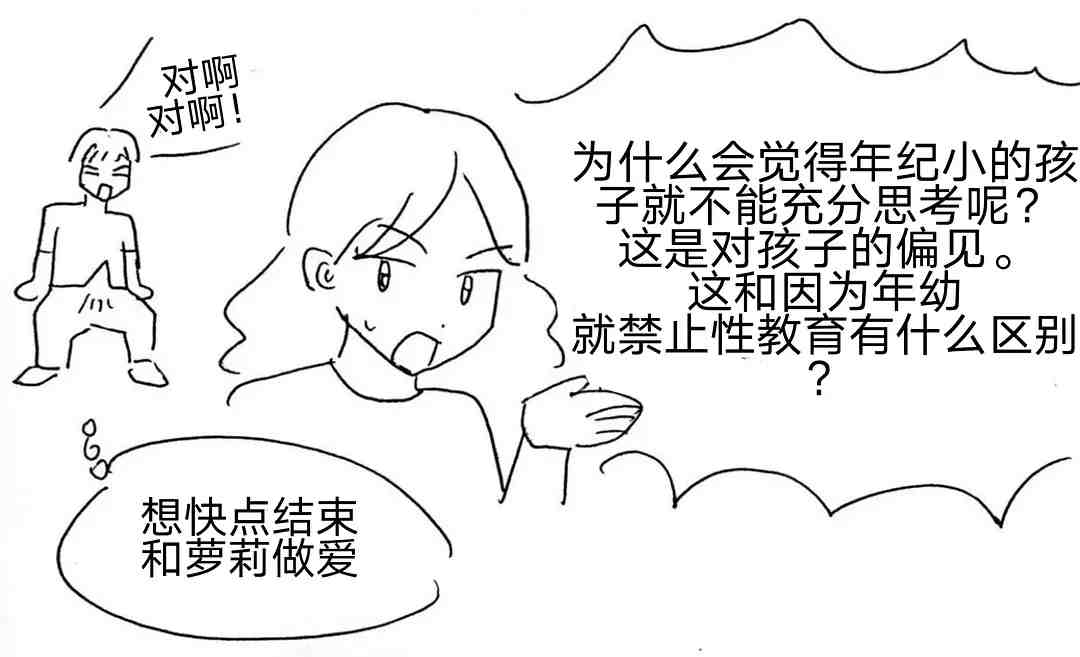 对啊
对啊!
为什么会觉得年纪小的孩
子就不能充分思考呢?
这是对孩子的偏见。
这和因为年幼
就禁止性教育有什么区别
?
想快点结束
和萝莉做爱